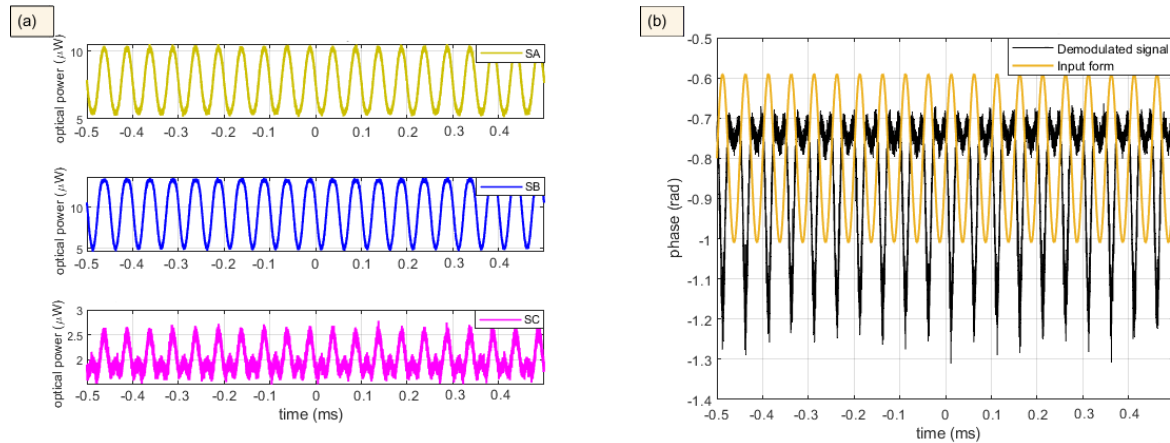 (a)
optical power (μW)
10
5
SA
-0.5 -0.4 -0.3 -0.2 -0.1 0 0.1 0.2 0.3 0.4
optical power (μW)
10
5
SB
-0.5 -0.4 -0.3 -0.2 -0.1 0 0.1 0.2 0.3 0.4
optical power (μW)
3
2.5
2
SC
-0.5 -0.4 -0.3 -0.2 -0.1 0 0.1 0.2 0.3 0.4
time (ms)
(b)
phase (rad)
-0.5
-0.6
-0.7
-0.8
-0.9
-1
-1.1
-1.2
-1.3
-1.4
Demodulated signal
Input form
-0.5 -0.4 -0.3 -0.2 -0.1 0 0.1 0.2 0.3 0.4
time (ms)